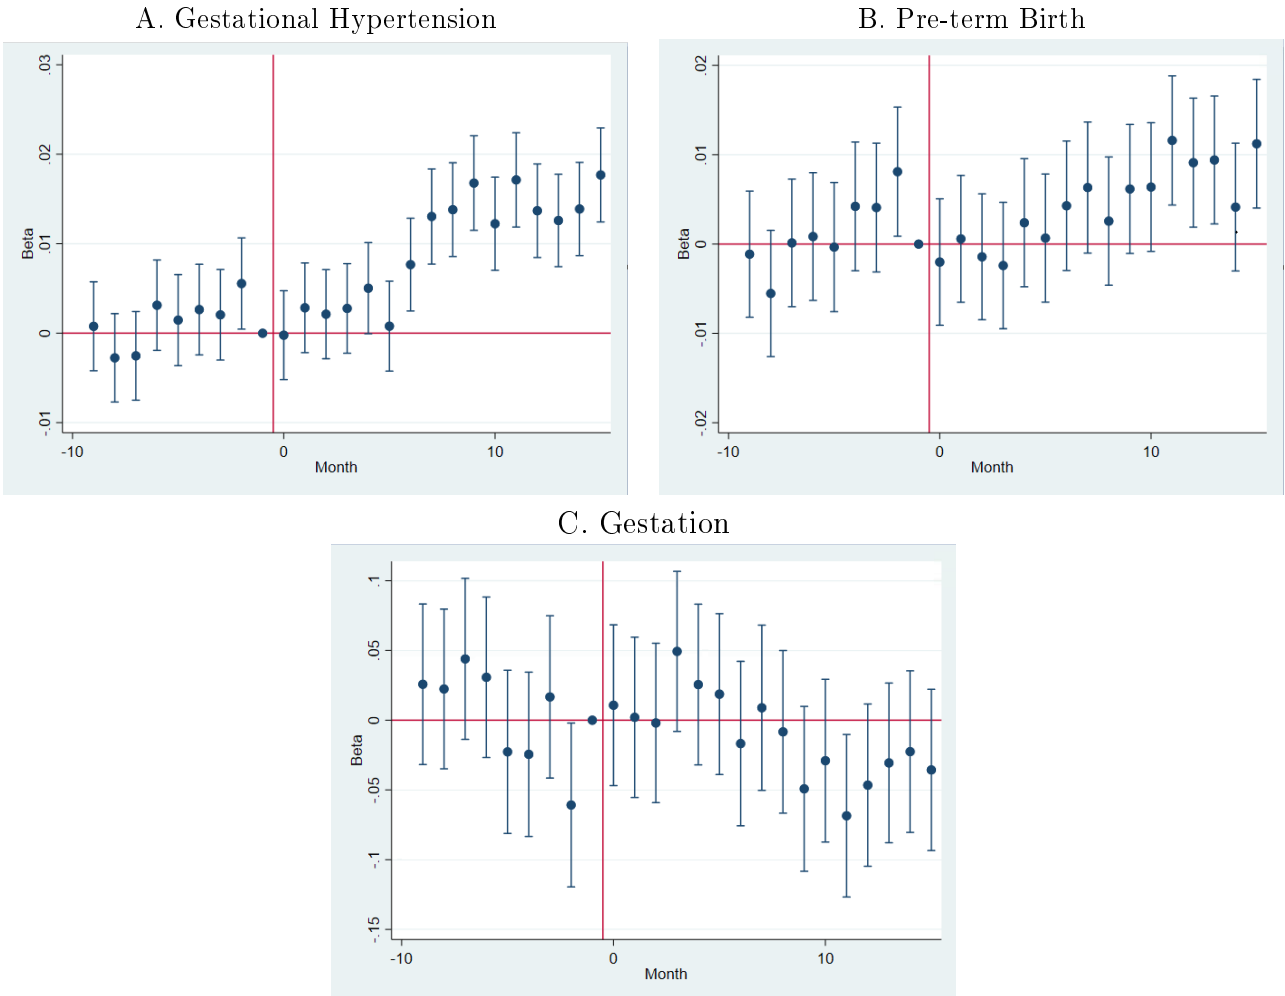 A. Gestational Hypertension
.03
.02
.01
0
-.01
Beta
-10
0
10
Month
B. Pre-term Birth
.02
.01
0
-.01
-.02
Beta
-10
0
10
Month
C. Gestation
.1
.05
0
-.05
-.1
-.15
Beta
-10
0
10
Month